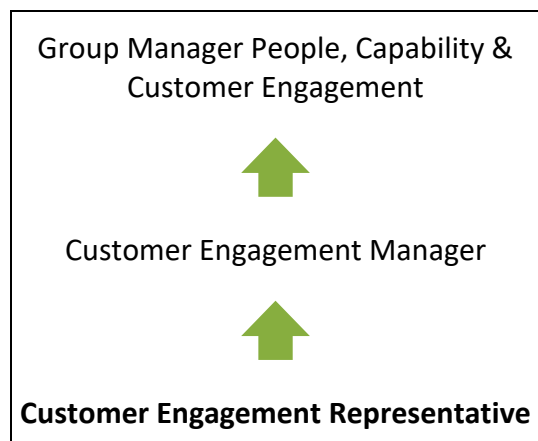 Group Manager People, Capability &
Customer Engagement
Customer Engagement Manager
Customer Engagement Representative